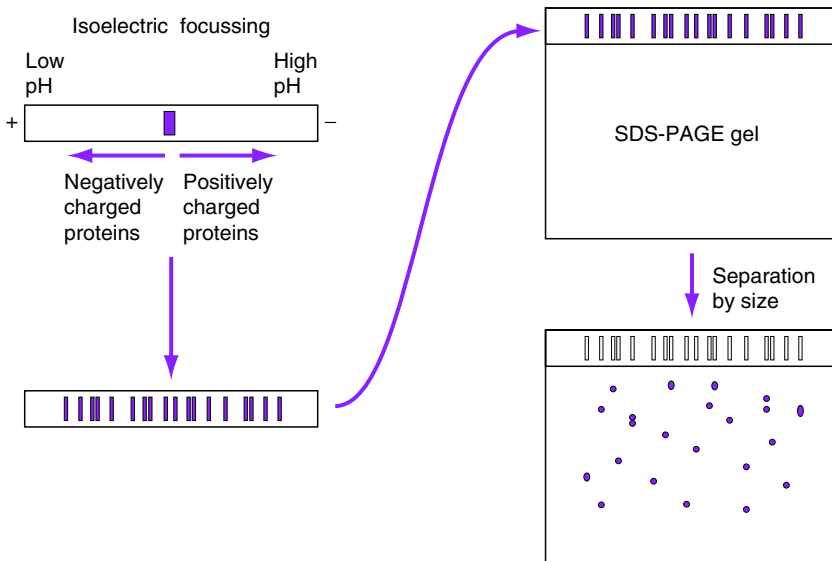 Isoelectric focussing
Low
pH
High
pH
+
−
Negatively
charged
proteins
Positively
charged
proteins
SDS-PAGE gel
Separation
by size